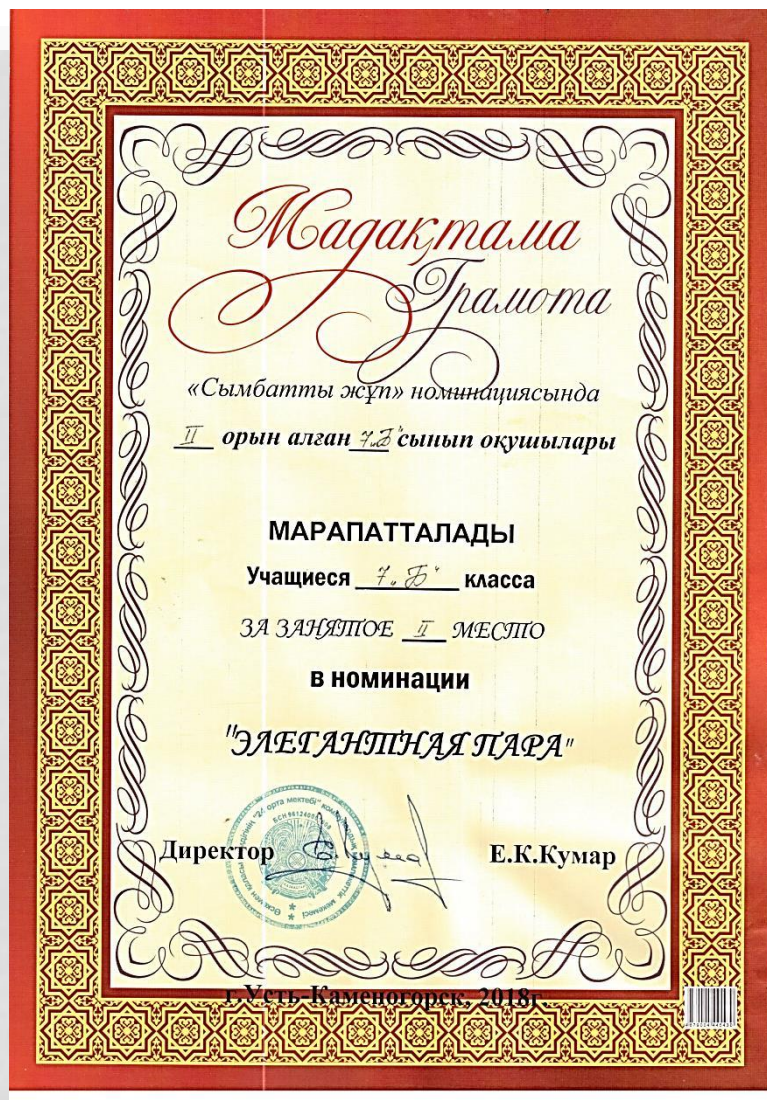 Мадақтама
Грамота
«Сымбатты жұп» номинациясында
II орын алған 7 „Б“ сынып оқушылары
МАРАПАТТАЛАДЫ
Учащиеся 7 „Б“ класса
ЗА ЗАНЯТОЕ II МЕСТО
в номинации
"ЭЛЕГАНТНАЯ ПАРА"
Директор Е.К.Кумар
г.Усть-Каменогорск, 2018г